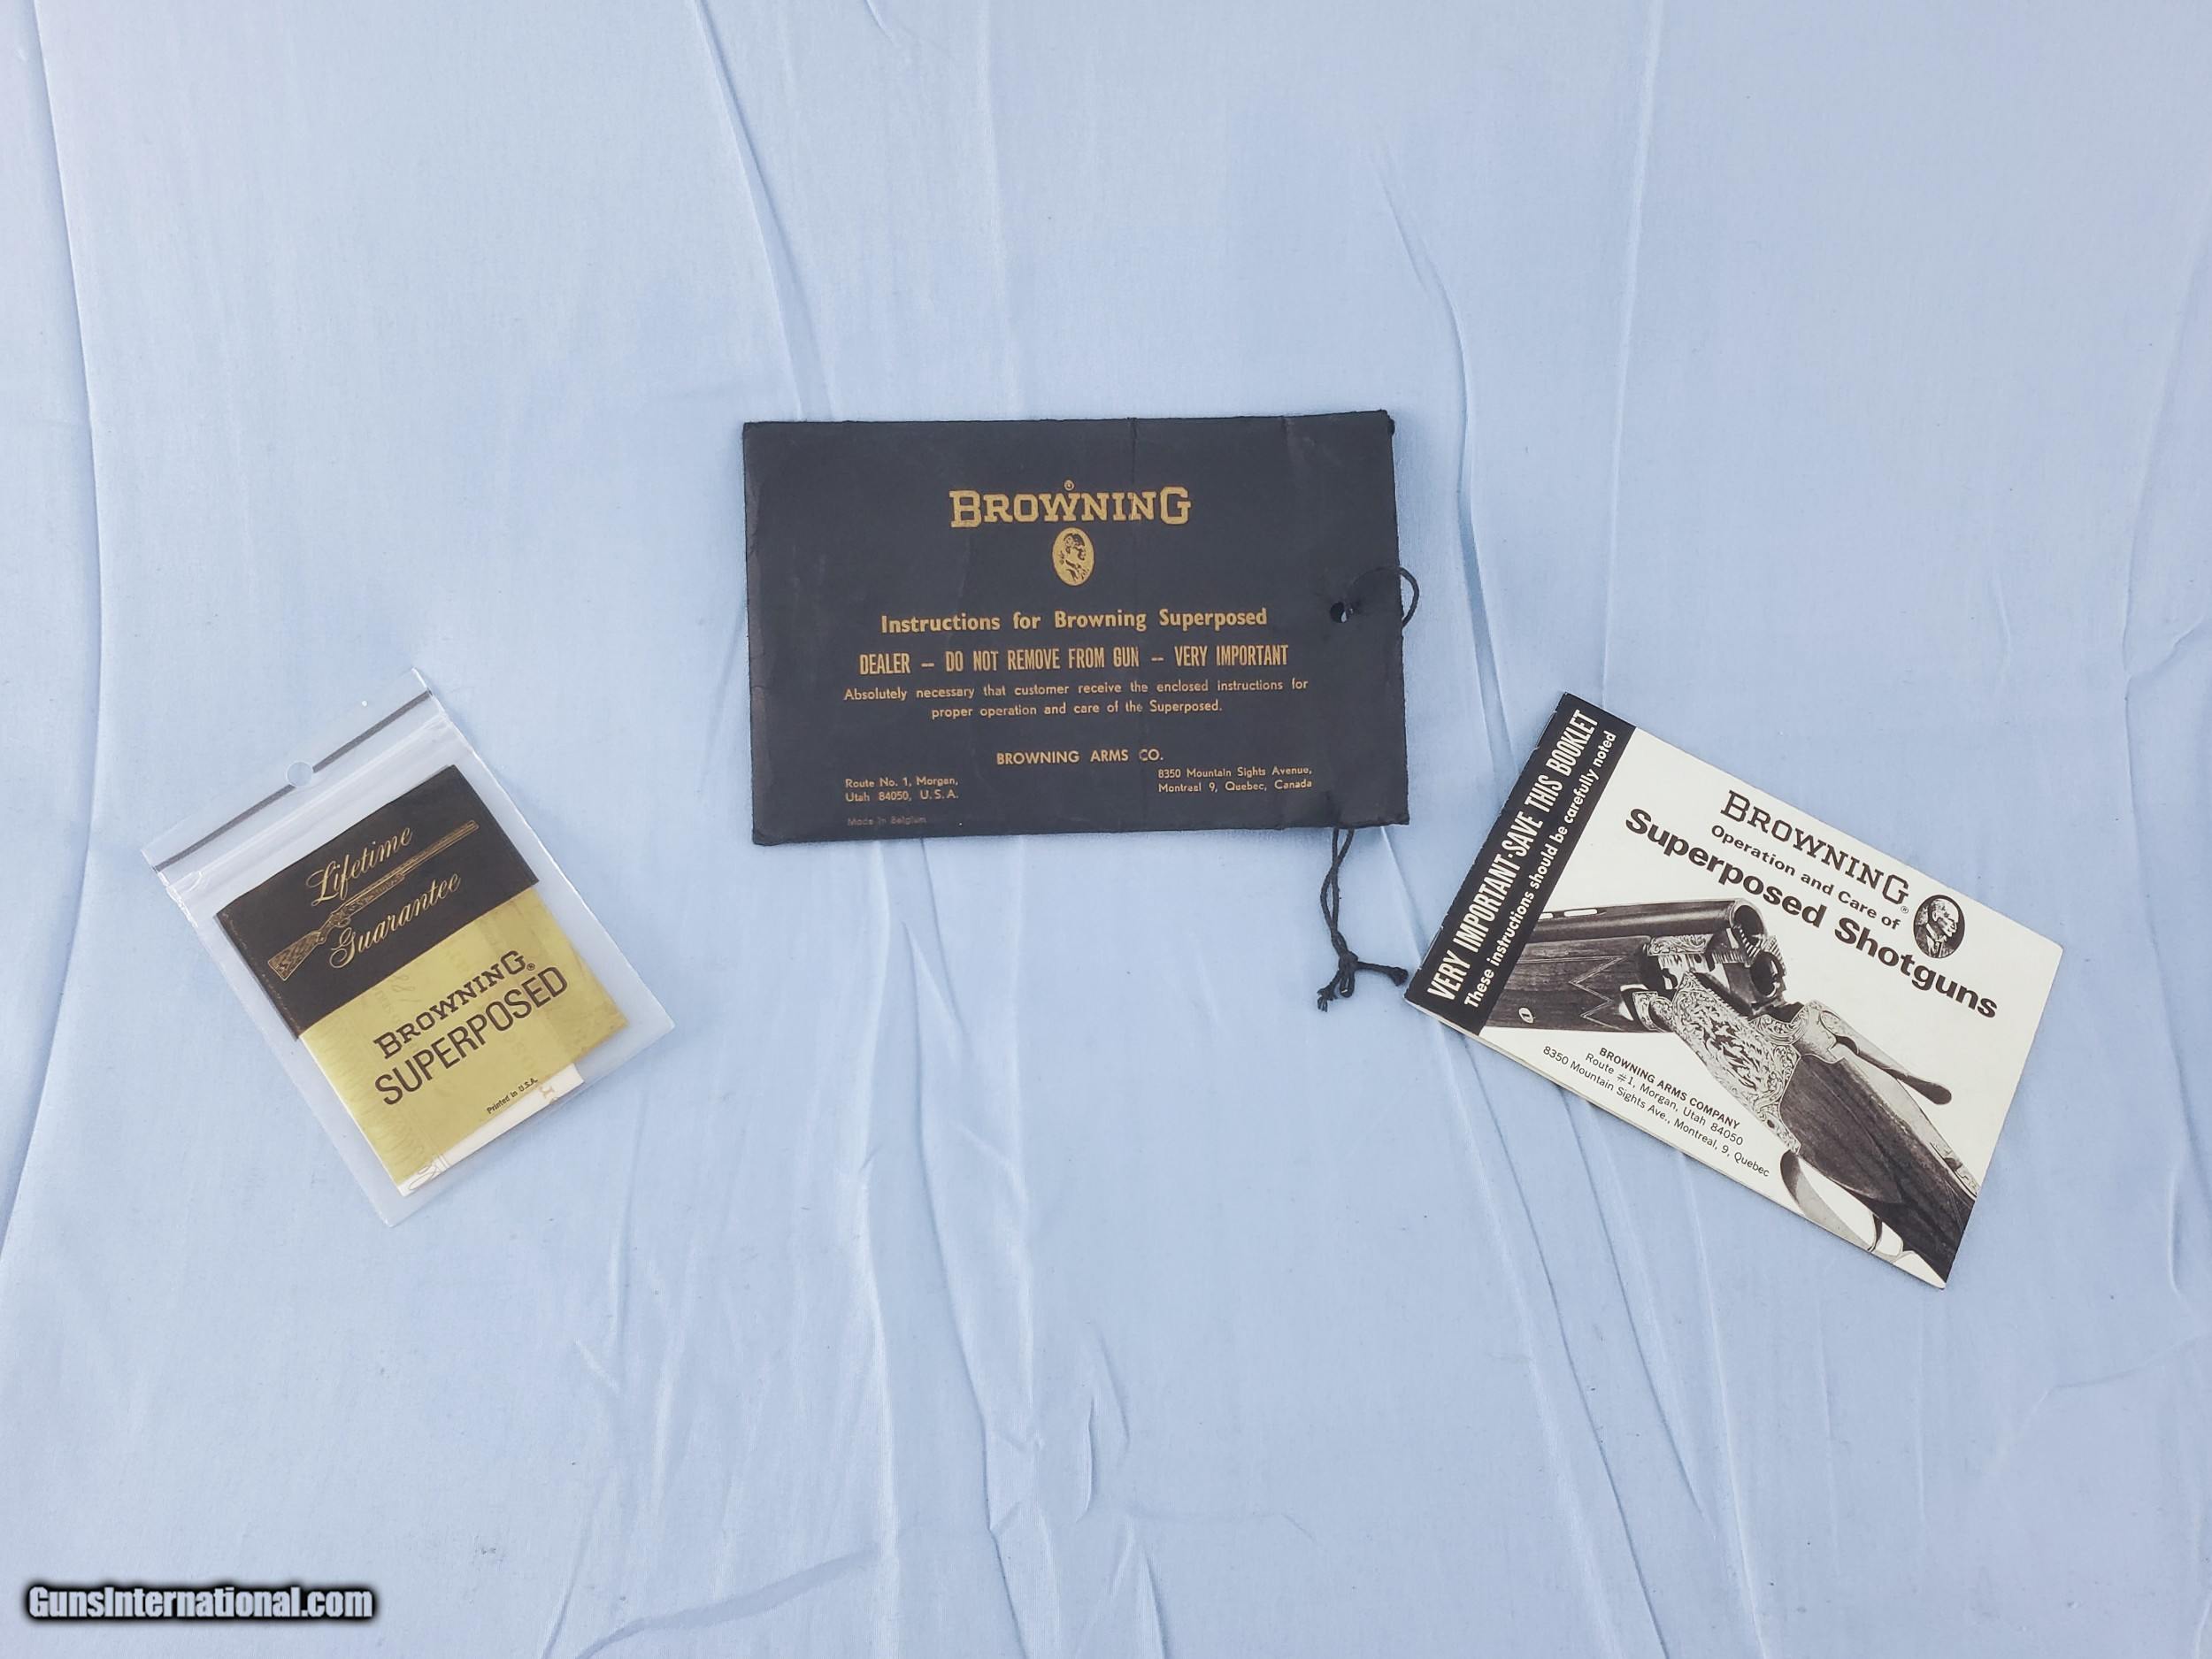 BROWNING
Instructions for Browning Superposed
DEALER — DO NOT REMOVE FROM GUN — VERY IMPORTANT
Absolutely necessary that customer receive the enclosed instructions for
proper operation and care of the Superposed.
BROWNING ARMS CO.
Route No. 1, Morgan,
Utah 84050, U. S. A.
8350 Mountain Sights Avenue,
Montreal 9, Quebec, Canada
Made in Belgium
Lifetime
Guarantee
BROWNING®
SUPERPOSED
Printed in U.S.A.
VERY IMPORTANT-SAVE THIS BOOKLET
These instructions should be carefully noted
BROWNING®
Operation and Care of
Superposed Shotguns
BROWNING ARMS COMPANY
Route #1, Morgan, Utah 84050
8350 Mountain Sights Ave., Montreal, 9, Quebec
GunsInternational.com